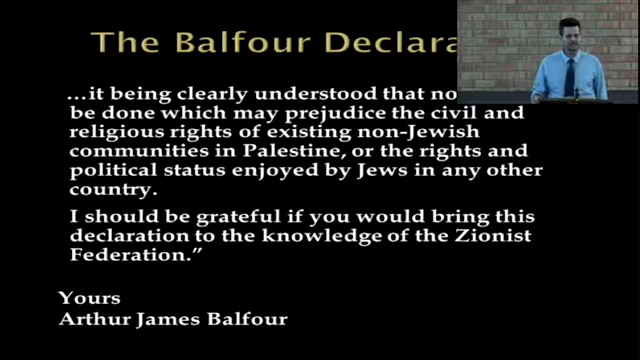 The Balfour Declara
…it being clearly understood that no
be done which may prejudice the civil and
religious rights of existing non-Jewish
communities in Palestine, or the rights and
political status enjoyed by Jews in any other
country.
I should be grateful if you would bring this
declaration to the knowledge of the Zionist
Federation.”
Yours
Arthur James Balfour